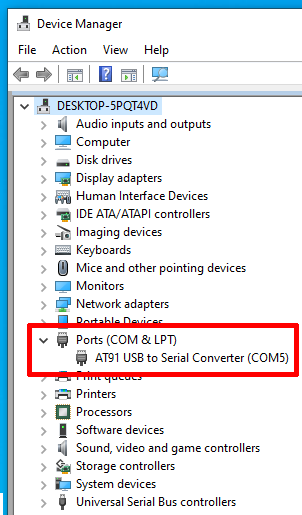 Device Manager
File Action View Help
DESKTOP-5PQT4VD
Audio inputs and outputs
Computer
Disk drives
Display adapters
Human Interface Devices
IDE ATA/ATAPI controllers
Imaging devices
Keyboards
Mice and other pointing devices
Monitors
Network adapters
Portable Devices
Ports (COM & LPT)
AT91 USB to Serial Converter (COM5)
Print queues
Printers
Processors
Software devices
Sound, video and game controllers
Storage controllers
System devices
Universal Serial Bus controllers